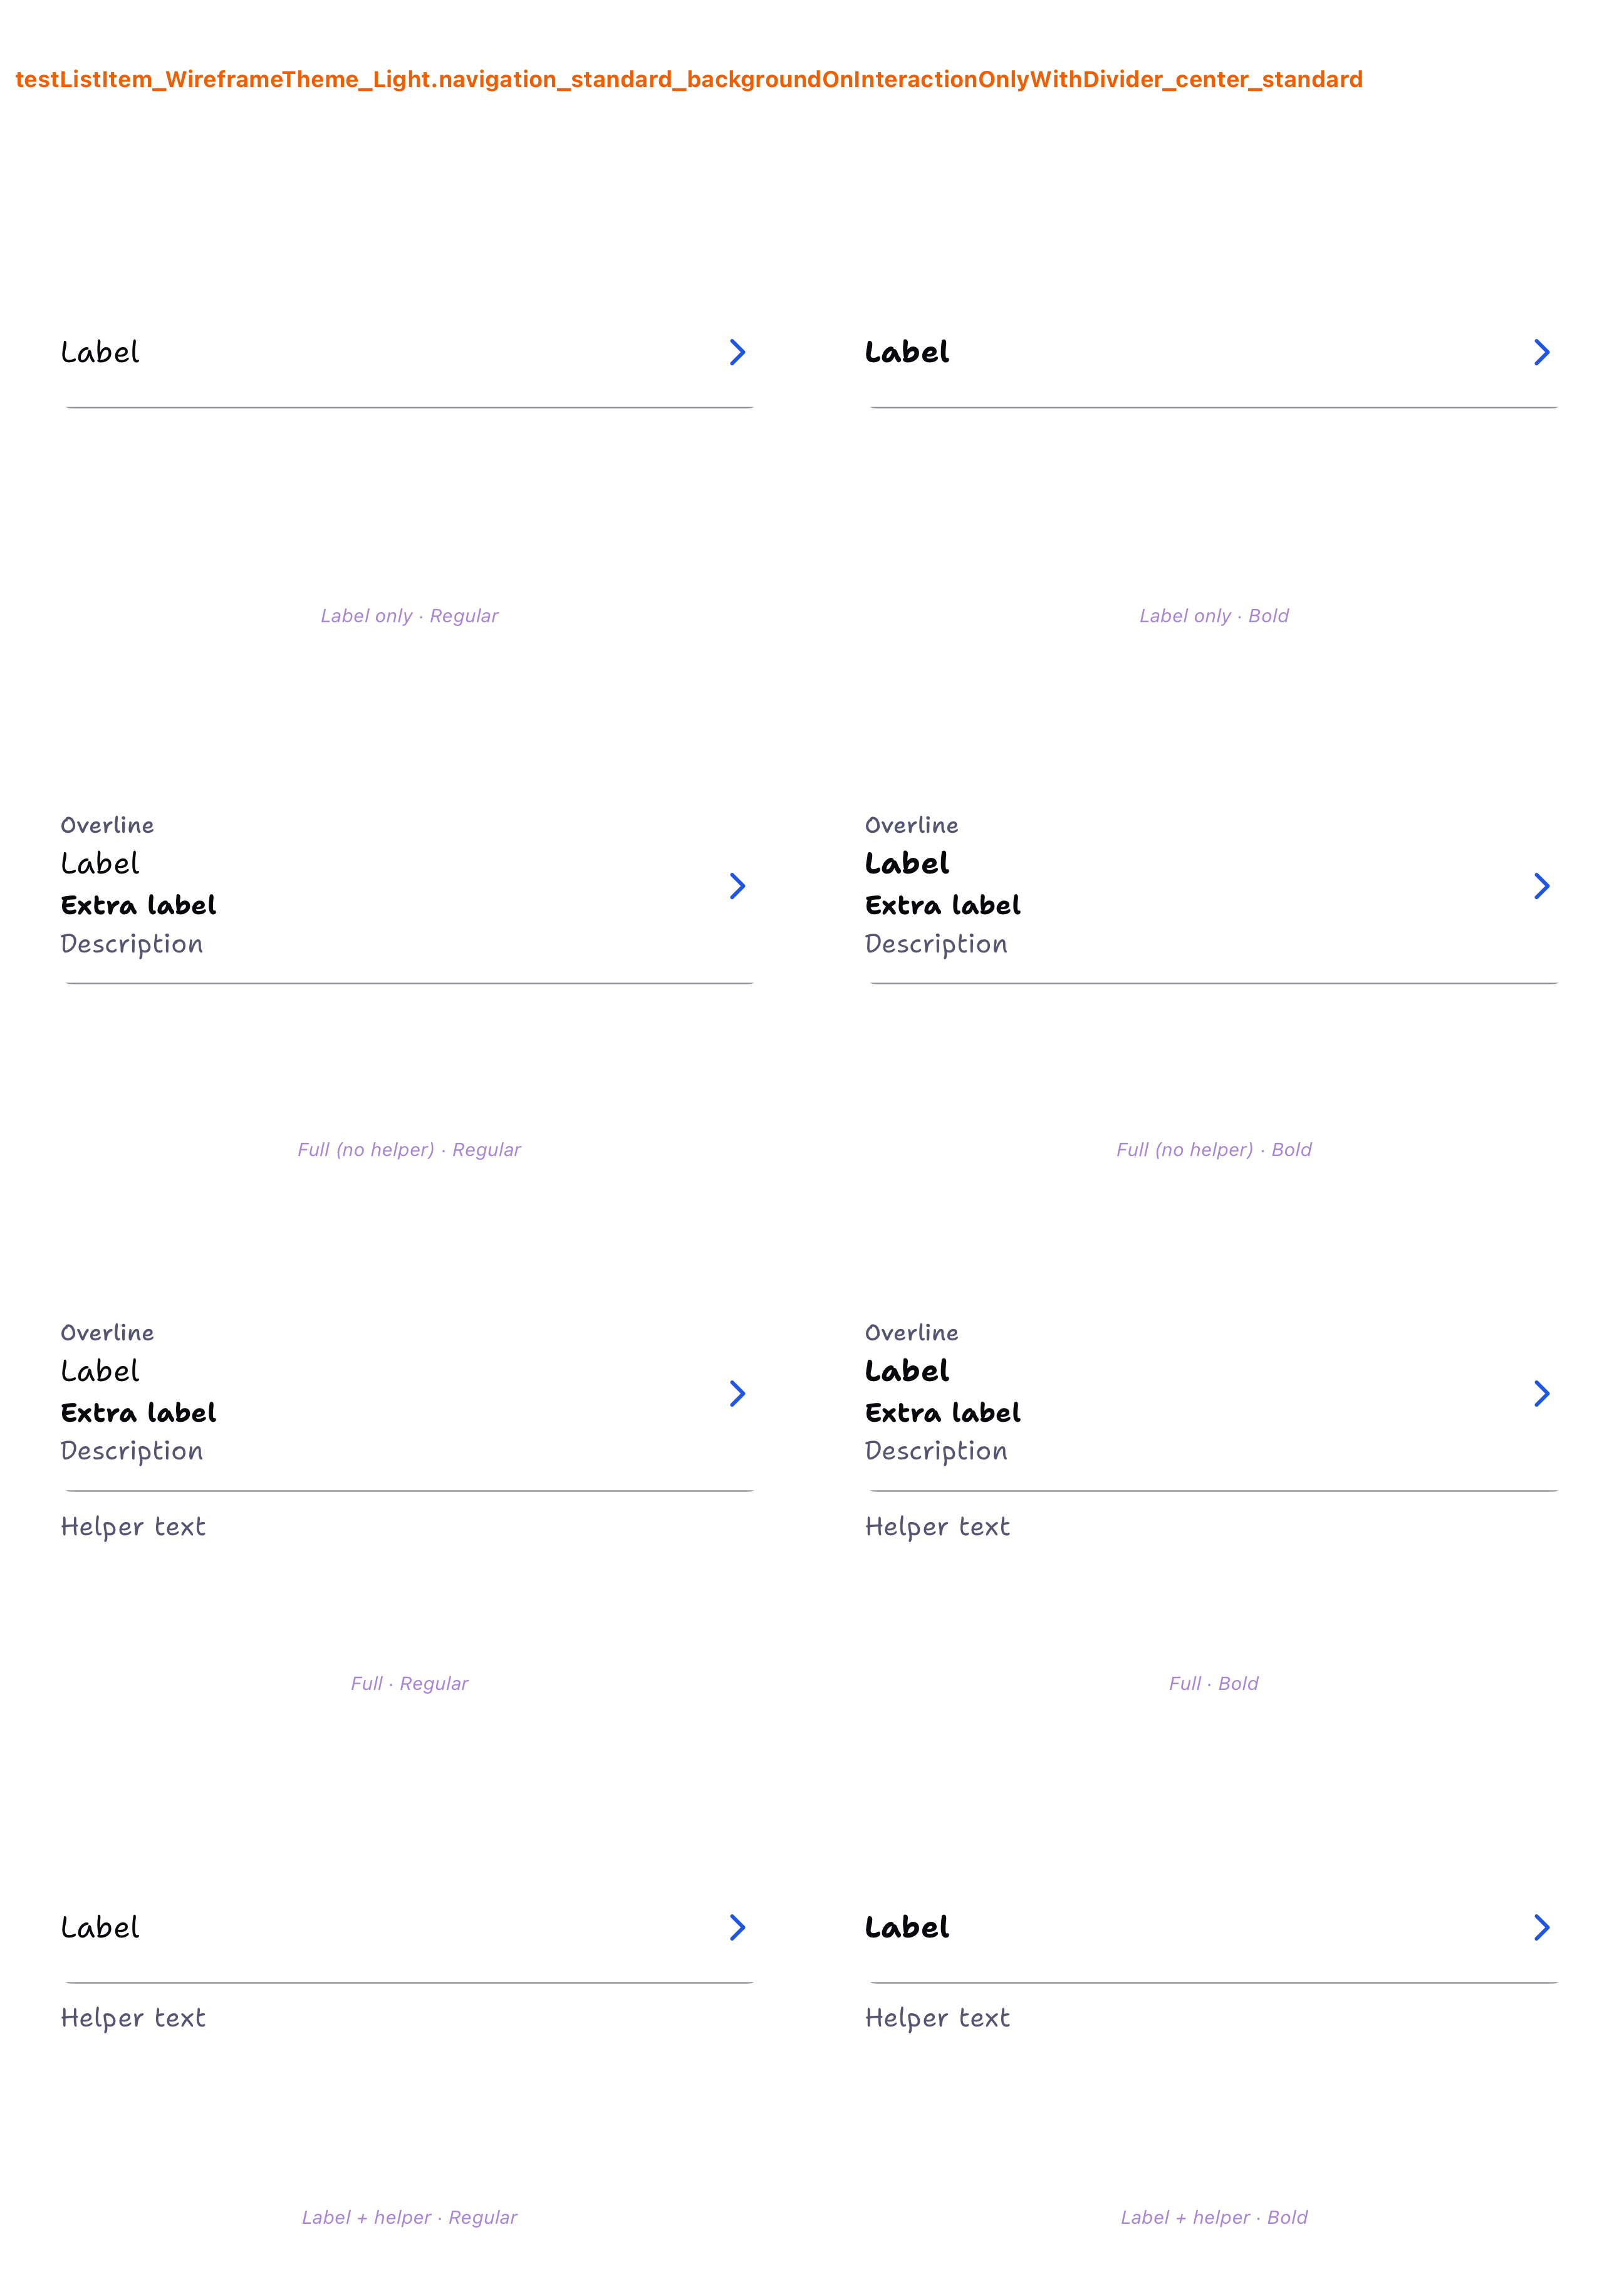 testListItem_WireframeTheme_Light.navigation_standard_backgroundOnInteractionOnlyWithDivider_center_standard
Label
Label
Label only · Regular
Label only · Bold
Overline
Label
Extra label
Description
Overline
Label
Extra label
Description
Full (no helper) · Regular
Full (no helper) · Bold
Overline
Label
Extra label
Description
Helper text
Overline
Label
Extra label
Description
Helper text
Full · Regular
Full · Bold
Label
Helper text
Label
Helper text
Label + helper · Regular
Label + helper · Bold